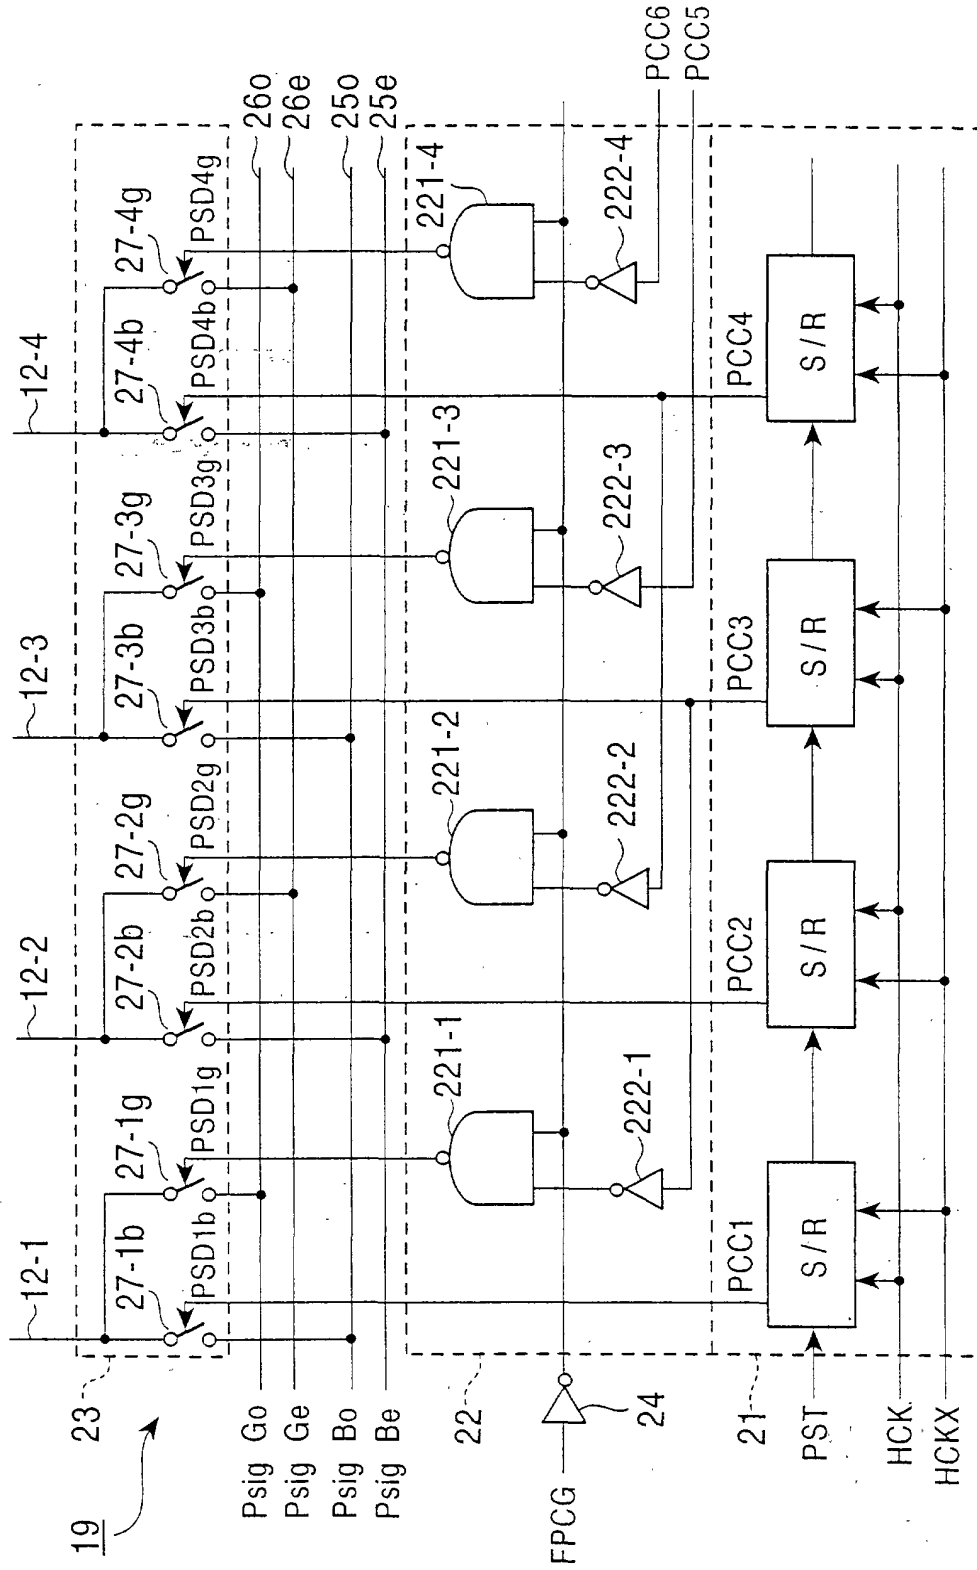 19
23
12-1
12-2
12-3
12-4
27-1b
27-1g
27-2b
27-2g
27-3b
27-3g
27-4b
27-4g
PSD1b
PSD1g
PSD2b
PSD2g
PSD3b
PSD3g
PSD4b
PSD4g
Psig Go
26o
Psig Ge
26e
Psig Bo
25o
Psig Be
25e
22
221-1
221-2
221-3
221-4
FPCG
24
222-1
222-2
222-3
222-4
PCC6
PCC5
21
PCC1
PCC2
PCC3
PCC4
PST
S/R
S/R
S/R
S/R
HCK
HCKX